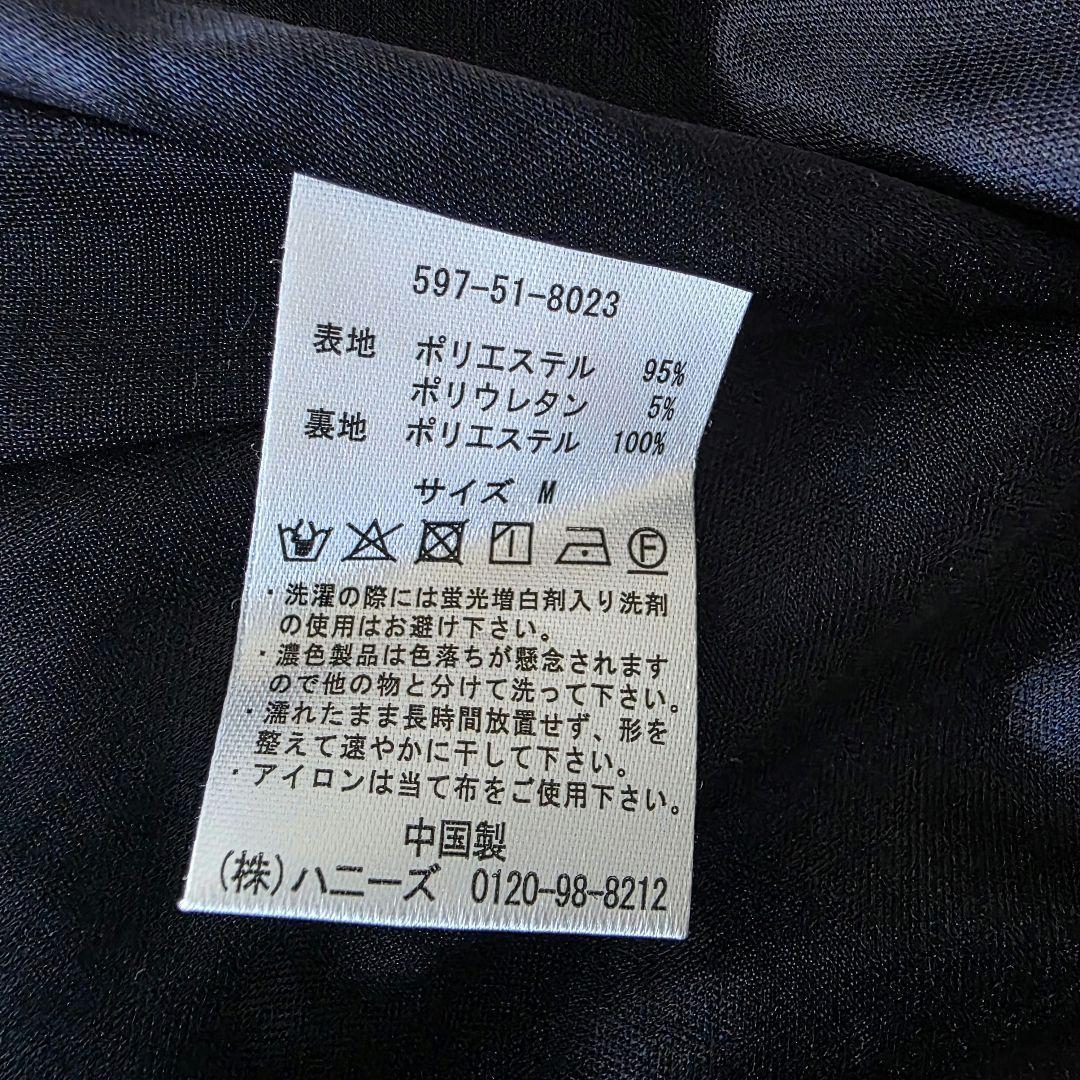 597-51-8023
表地 ポリエステル 95%
ポリウレタン 5%
裏地 ポリエステル 100%
サイズ M
F
・洗濯の際には蛍光増白剤入り洗剤
の使用はお避け下さい。
・濃色製品は色落ちが懸念されます
ので他の物と分けて洗って下さい。
・濡れたまま長時間放置せず、形を
整えて速やかに干して下さい。
・アイロンは当て布をご使用下さい。
中国製
(株)ハニーズ 0120-98-8212